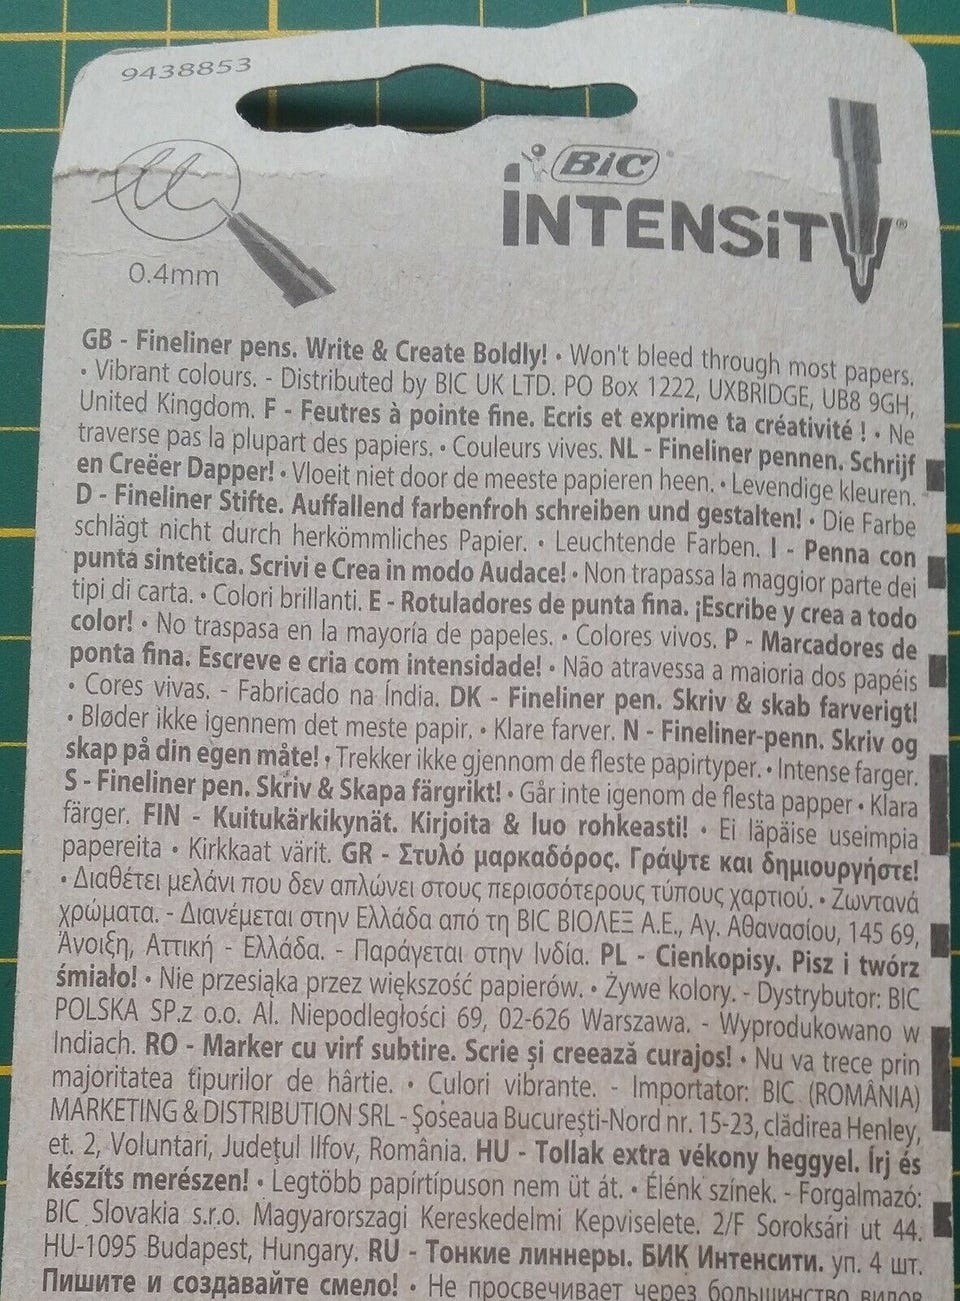 9438853
BiC
iNTENSiTY®
0.4mm
GB - Fineliner pens. Write & Create Boldly! • Won't bleed through most papers.
• Vibrant colours. - Distributed by BIC UK LTD. PO Box 1222, UXBRIDGE, UB8 9GH,
United Kingdom. F - Feutres à pointe fine. Ecris et exprime ta créativité ! • Ne
traverse pas la plupart des papiers. • Couleurs vives. NL - Fineliner pennen. Schrijf
en Creëer Dapper! • Vloeit niet door de meeste papieren heen. • Levendige kleuren.
D - Fineliner Stifte. Auffallend farbenfroh schreiben und gestalten! • Die Farbe
schlägt nicht durch herkömmliches Papier. • Leuchtende Farben. I - Penna con
punta sintetica. Scrivi e Crea in modo Audace! • Non trapassa la maggior parte dei
tipi di carta. • Colori brillanti. E - Rotuladores de punta fina. ¡Escribe y crea a todo
color! • No traspasa en la mayoría de papeles. • Colores vivos. P - Marcadores de
ponta fina. Escreve e cria com intensidade! • Não atravessa a maioria dos papéis
• Cores vivas. - Fabricado na Índia. DK - Fineliner pen. Skriv & skab farverigt!
• Bløder ikke igennem det meste papir. • Klare farver. N - Fineliner-penn. Skriv og
skap på din egen måte! • Trekker ikke gjennom de fleste papirtyper. • Intense farger.
S - Fineliner pen. Skriv & Skapa färgrikt! • Går inte igenom de flesta papper • Klara
färger. FIN - Kuitukärkikynät. Kirjoita & luo rohkeasti! • Ei läpäise useimpia
papereita • Kirkkaat värit. GR - Στυλό μαρκαδόρος. Γράψτε και δημιουργήστε!
• Διαθέτει μελάνι που δεν απλώνει στους περισσότερους τύπους χαρτιού. • Ζωντανά
χρώματα. - Διανέμεται στην Ελλάδα από τη BIC ΒΙΟΛΕΞ Α.Ε., Αγ. Αθανασίου, 145 69,
Άνοιξη, Αττική - Ελλάδα. - Παράγεται στην Ινδία. PL - Cienkopisy. Pisz i twórz
śmiało! • Nie przesiąka przez większość papierów. • Żywe kolory. - Dystrybutor: BIC
POLSKA SP.z o.o. Al. Niepodległości 69, 02-626 Warszawa. - Wyprodukowano w
Indiach. RO - Marker cu virf subtire. Scrie și creează curajos! • Nu va trece prin
majoritatea tipurilor de hârtie. • Culori vibrante. - Importator: BIC (ROMÂNIA)
MARKETING & DISTRIBUTION SRL - Șoseaua București-Nord nr. 15-23, clădirea Henley,
et. 2, Voluntari, Județul Ilfov, România. HU - Tollak extra vékony heggyel. Írj és
készíts merészen! • Legtöbb papírtípuson nem üt át. • Élénk színek. - Forgalmazó:
BIC Slovakia s.r.o. Magyarorszagi Kereskedelmi Kepviselete. 2/F Soroksári ut 44.
HU-1095 Budapest, Hungary. RU - Тонкие линнеры. БИК Интенсити. уп. 4 шт.
Пишите и создавайте смело! • Не просвечивает через большинство видов